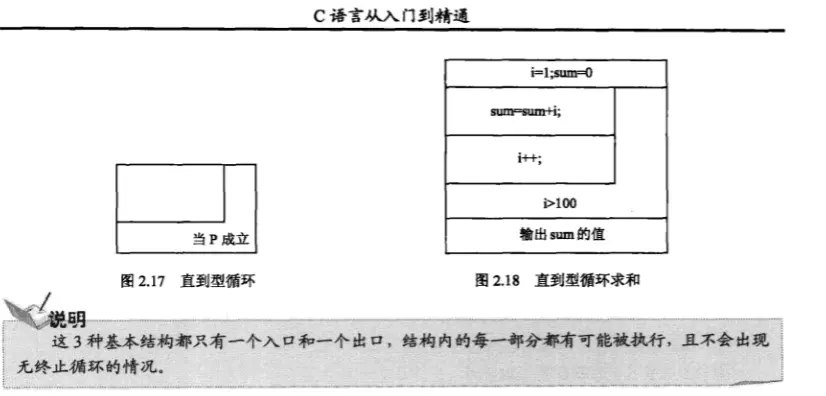 C 语言从入门到精通
i=1;sum=0
sum=sum+i;
i++;
i>100
输出 sum 的值
当 P 成立
图 2.17 直到型循环
图 2.18 直到型循环求和
说明
这 3 种基本结构都只有一个入口和一个出口，结构内的每一部分都有可能被执行，且不会出现
无终止循环的情况。